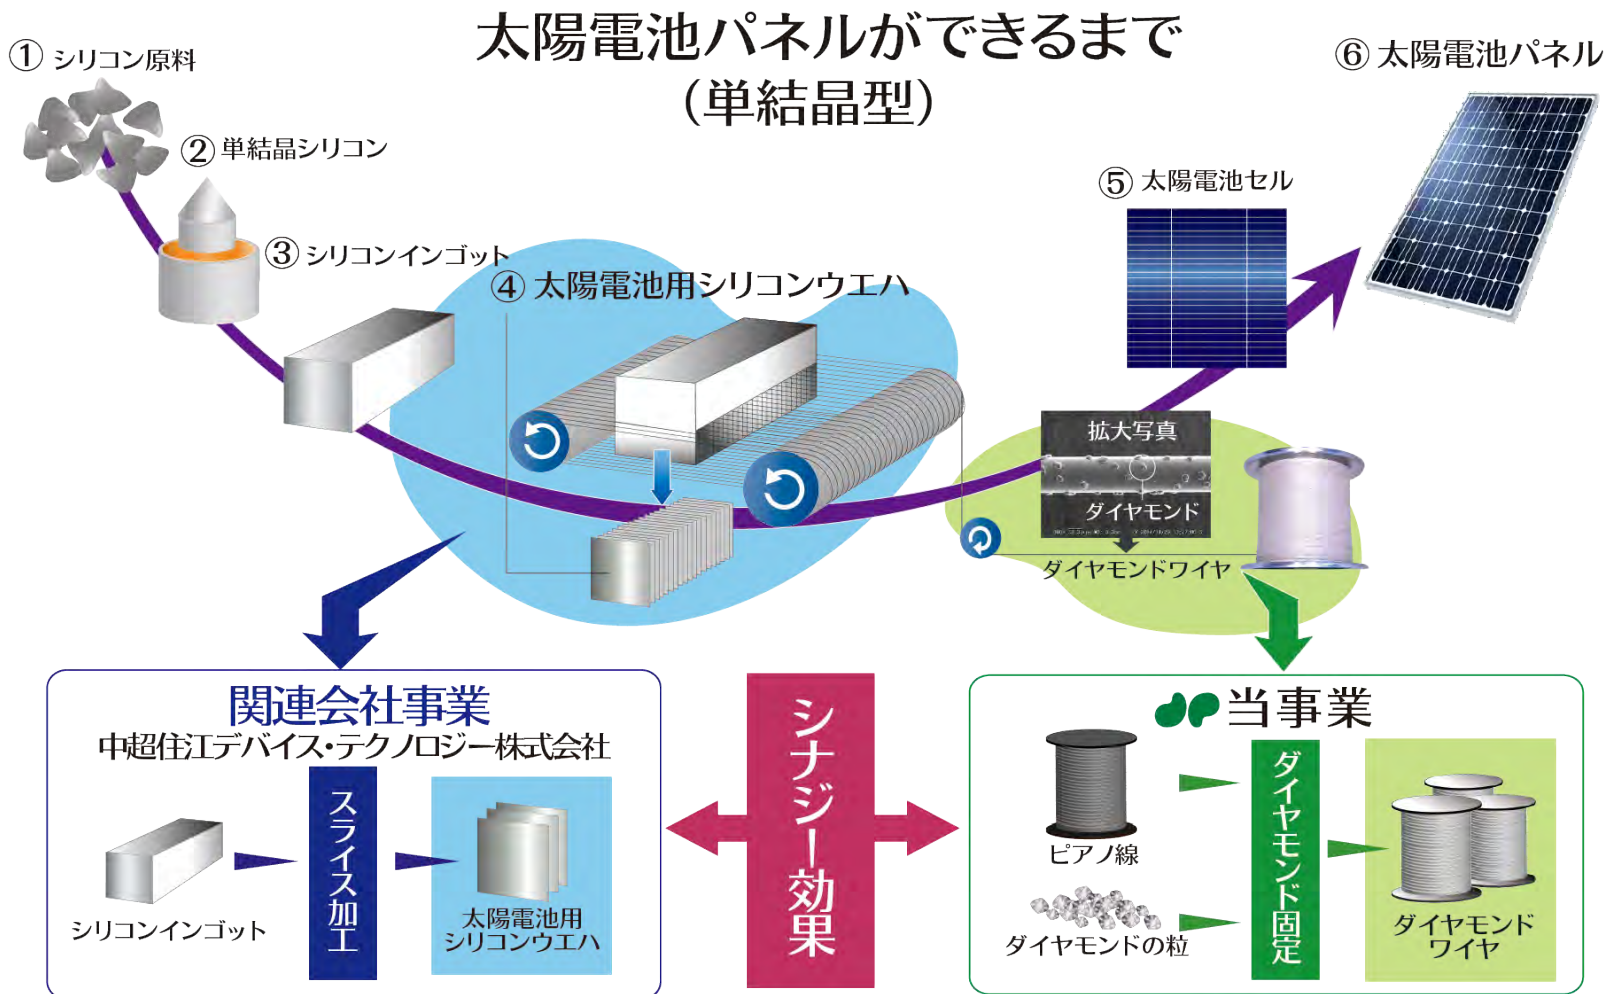 太陽電池パネルができるまで
(単結晶型)
① シリコン原料
② 単結晶シリコン
③ シリコンインゴット
④ 太陽電池用シリコンウエハ
⑤ 太陽電池セル
⑥ 太陽電池パネル
拡大写真
ダイヤモンド
ダイヤモンドワイヤ
関連会社事業
中超住江デバイス・テクノロジー株式会社
シリコンインゴット
スライス加工
太陽電池用
シリコンウエハ
シナジー効果
当事業
ピアノ線
ダイヤモンドの粒
ダイヤモンド固定
ダイヤモンド
ワイヤ